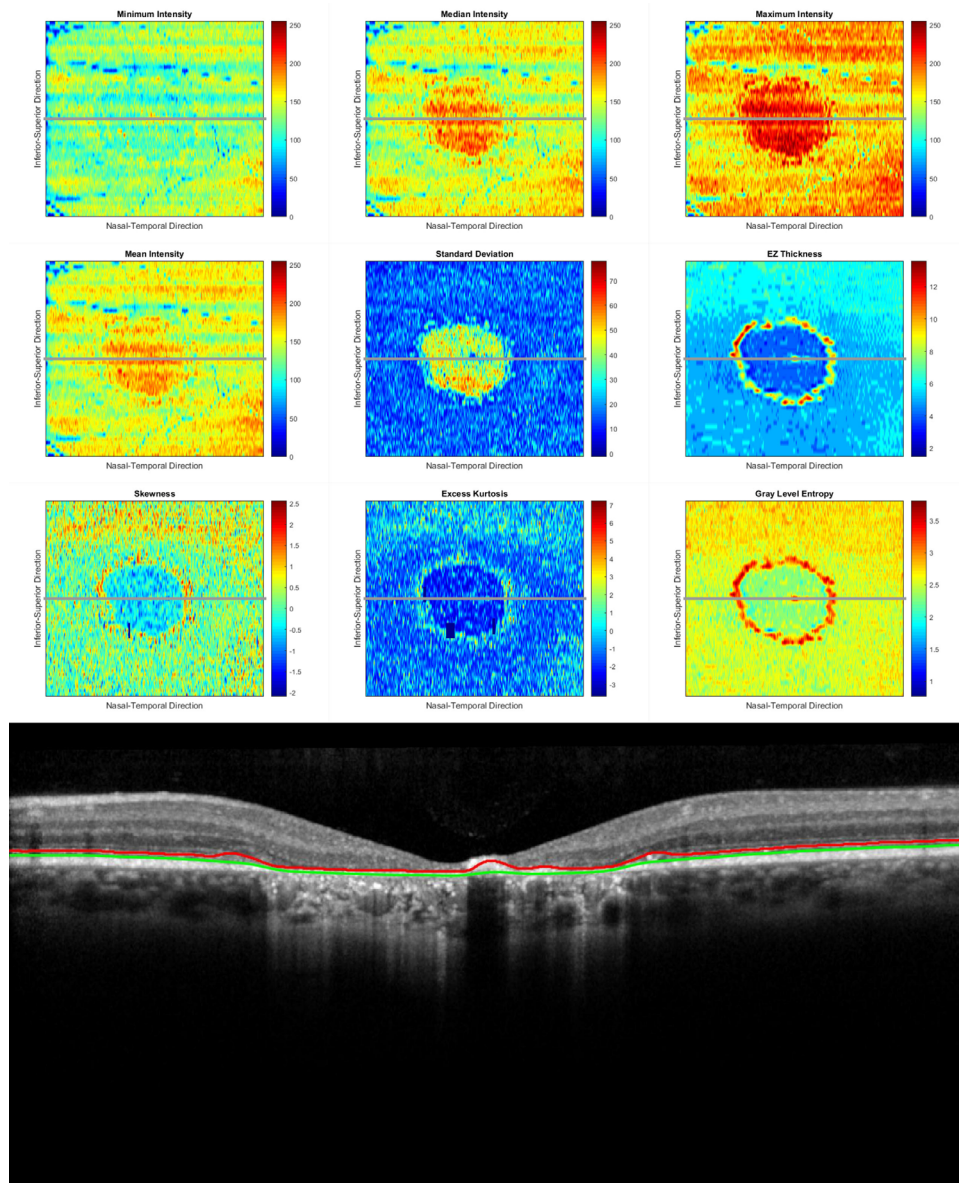 Minimum Intensity
Median Intensity
Maximum Intensity
Inferior-Superior Direction
250
200
150
100
50
0
Nasal-Temporal Direction
Inferior-Superior Direction
250
200
150
100
50
0
Nasal-Temporal Direction
Inferior-Superior Direction
250
200
150
100
50
0
Nasal-Temporal Direction
Mean Intensity
Standard Deviation
EZ Thickness
Inferior-Superior Direction
250
200
150
100
50
0
Nasal-Temporal Direction
Inferior-Superior Direction
70
60
50
40
30
20
10
0
Nasal-Temporal Direction
Inferior-Superior Direction
12
10
8
6
4
2
Nasal-Temporal Direction
Skewness
Excess Kurtosis
Gray Level Entropy
Inferior-Superior Direction
2.5
2
1.5
1
0.5
0
-0.5
-1
-1.5
-2
Nasal-Temporal Direction
Inferior-Superior Direction
7
6
5
4
3
2
1
0
-1
-2
-3
Nasal-Temporal Direction
Inferior-Superior Direction
3.5
3
2.5
2
1.5
1
Nasal-Temporal Direction